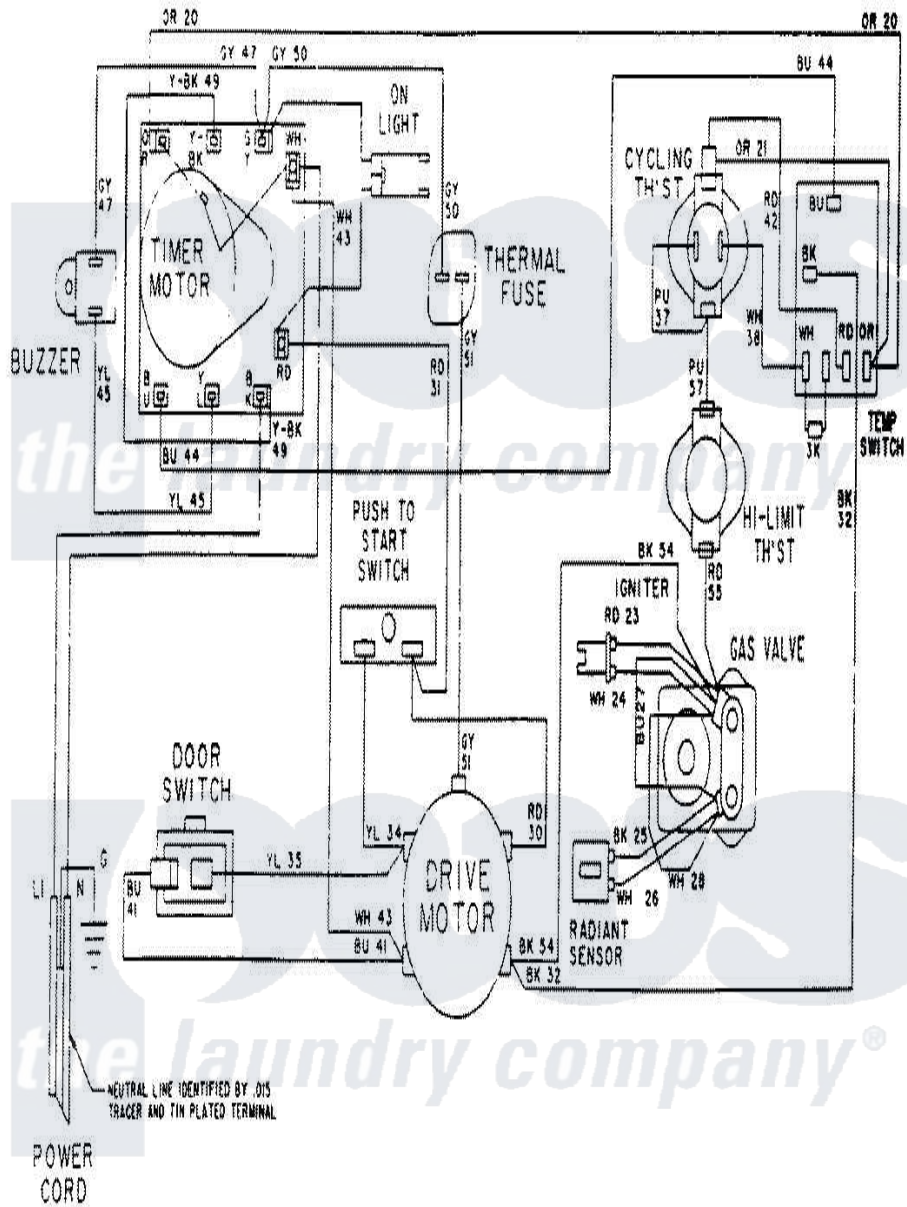 OR 20
OR 20
GY 47
GY 50
Y-BK 49
BU 44
ON
LIGHT
O
R
Y-
BK
G
Y
WH
CYCLING
TH'ST
OR 21
GY
47
WH
43
GY
50
RD
42
BU
TIMER
MOTOR
THERMAL
FUSE
BK
PU
37
WH
38
WH
RD
OR
BUZZER
YL
45
RD
RD
31
GY
51
PU
57
B
U
Y
L
B
K
Y-BK
49
TEMP
SWITCH
3K
BU 44
YL 45
BK
32
PUSH TO
START
SWITCH
HI-LIMIT
TH'ST
BK 54
RD
55
IGNITER
RD 23
GAS VALVE
WH 24
BU27
GY
51
DOOR
SWITCH
YL 34
RD
30
BK 25
YL 35
G
L1
N
BU
41
DRIVE
MOTOR
WH 28
WH 26
WH 43
BU 41
BK 54
BK 32
RADIANT
SENSOR
NEUTRAL LINE IDENTIFIED BY .015
TRACER AND TIN PLATED TERMINAL
POWER
CORD
the laundry company
the laundry company®